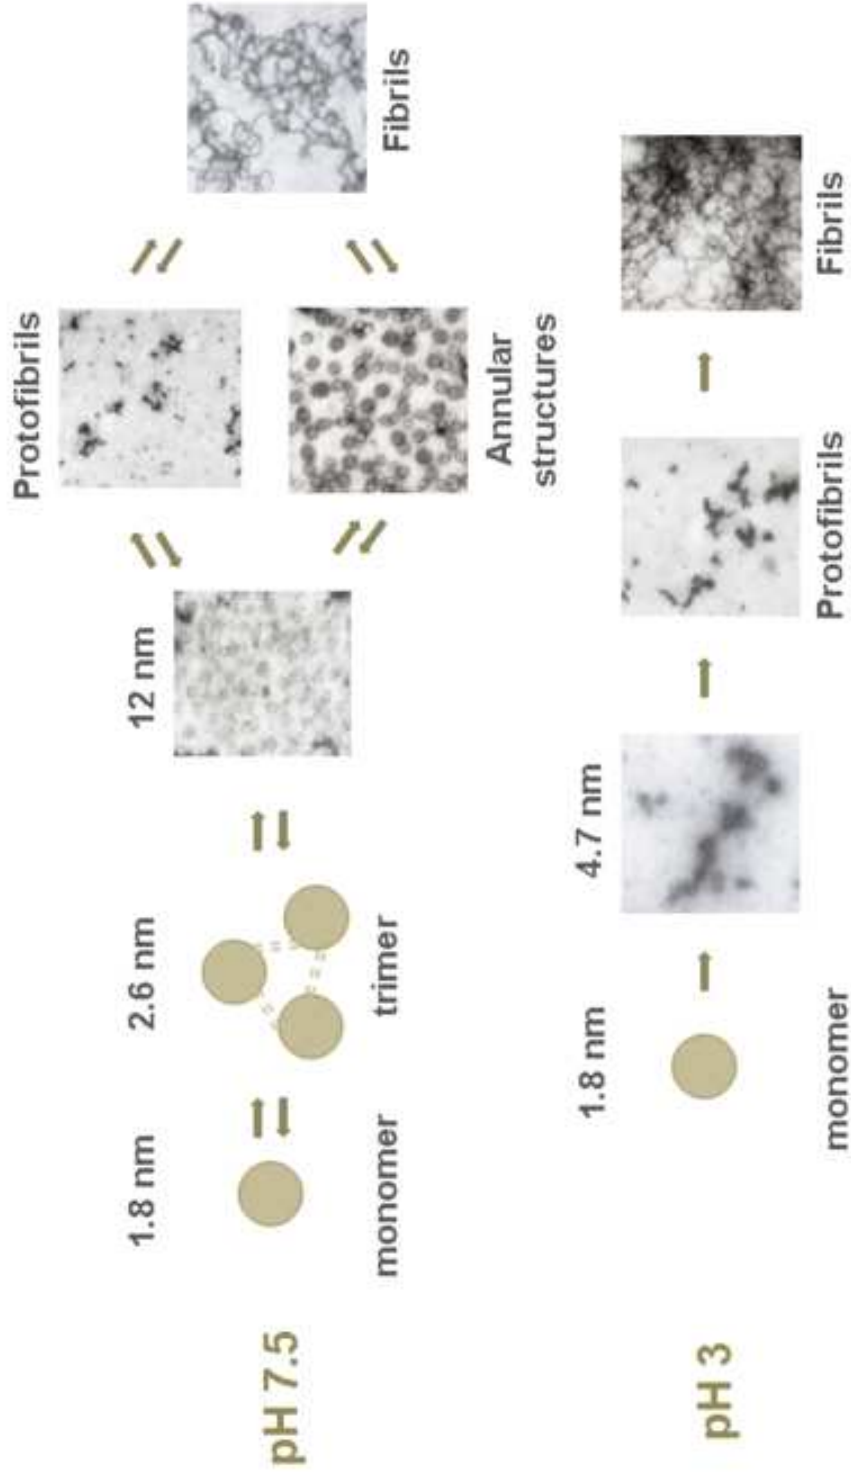 pH 7.5
1.8 nm
monomer
2.6 nm
trimer
12 nm
Protofibrils
Annular
structures
Fibrils
pH 3
1.8 nm
monomer
4.7 nm
Protofibrils
Fibrils